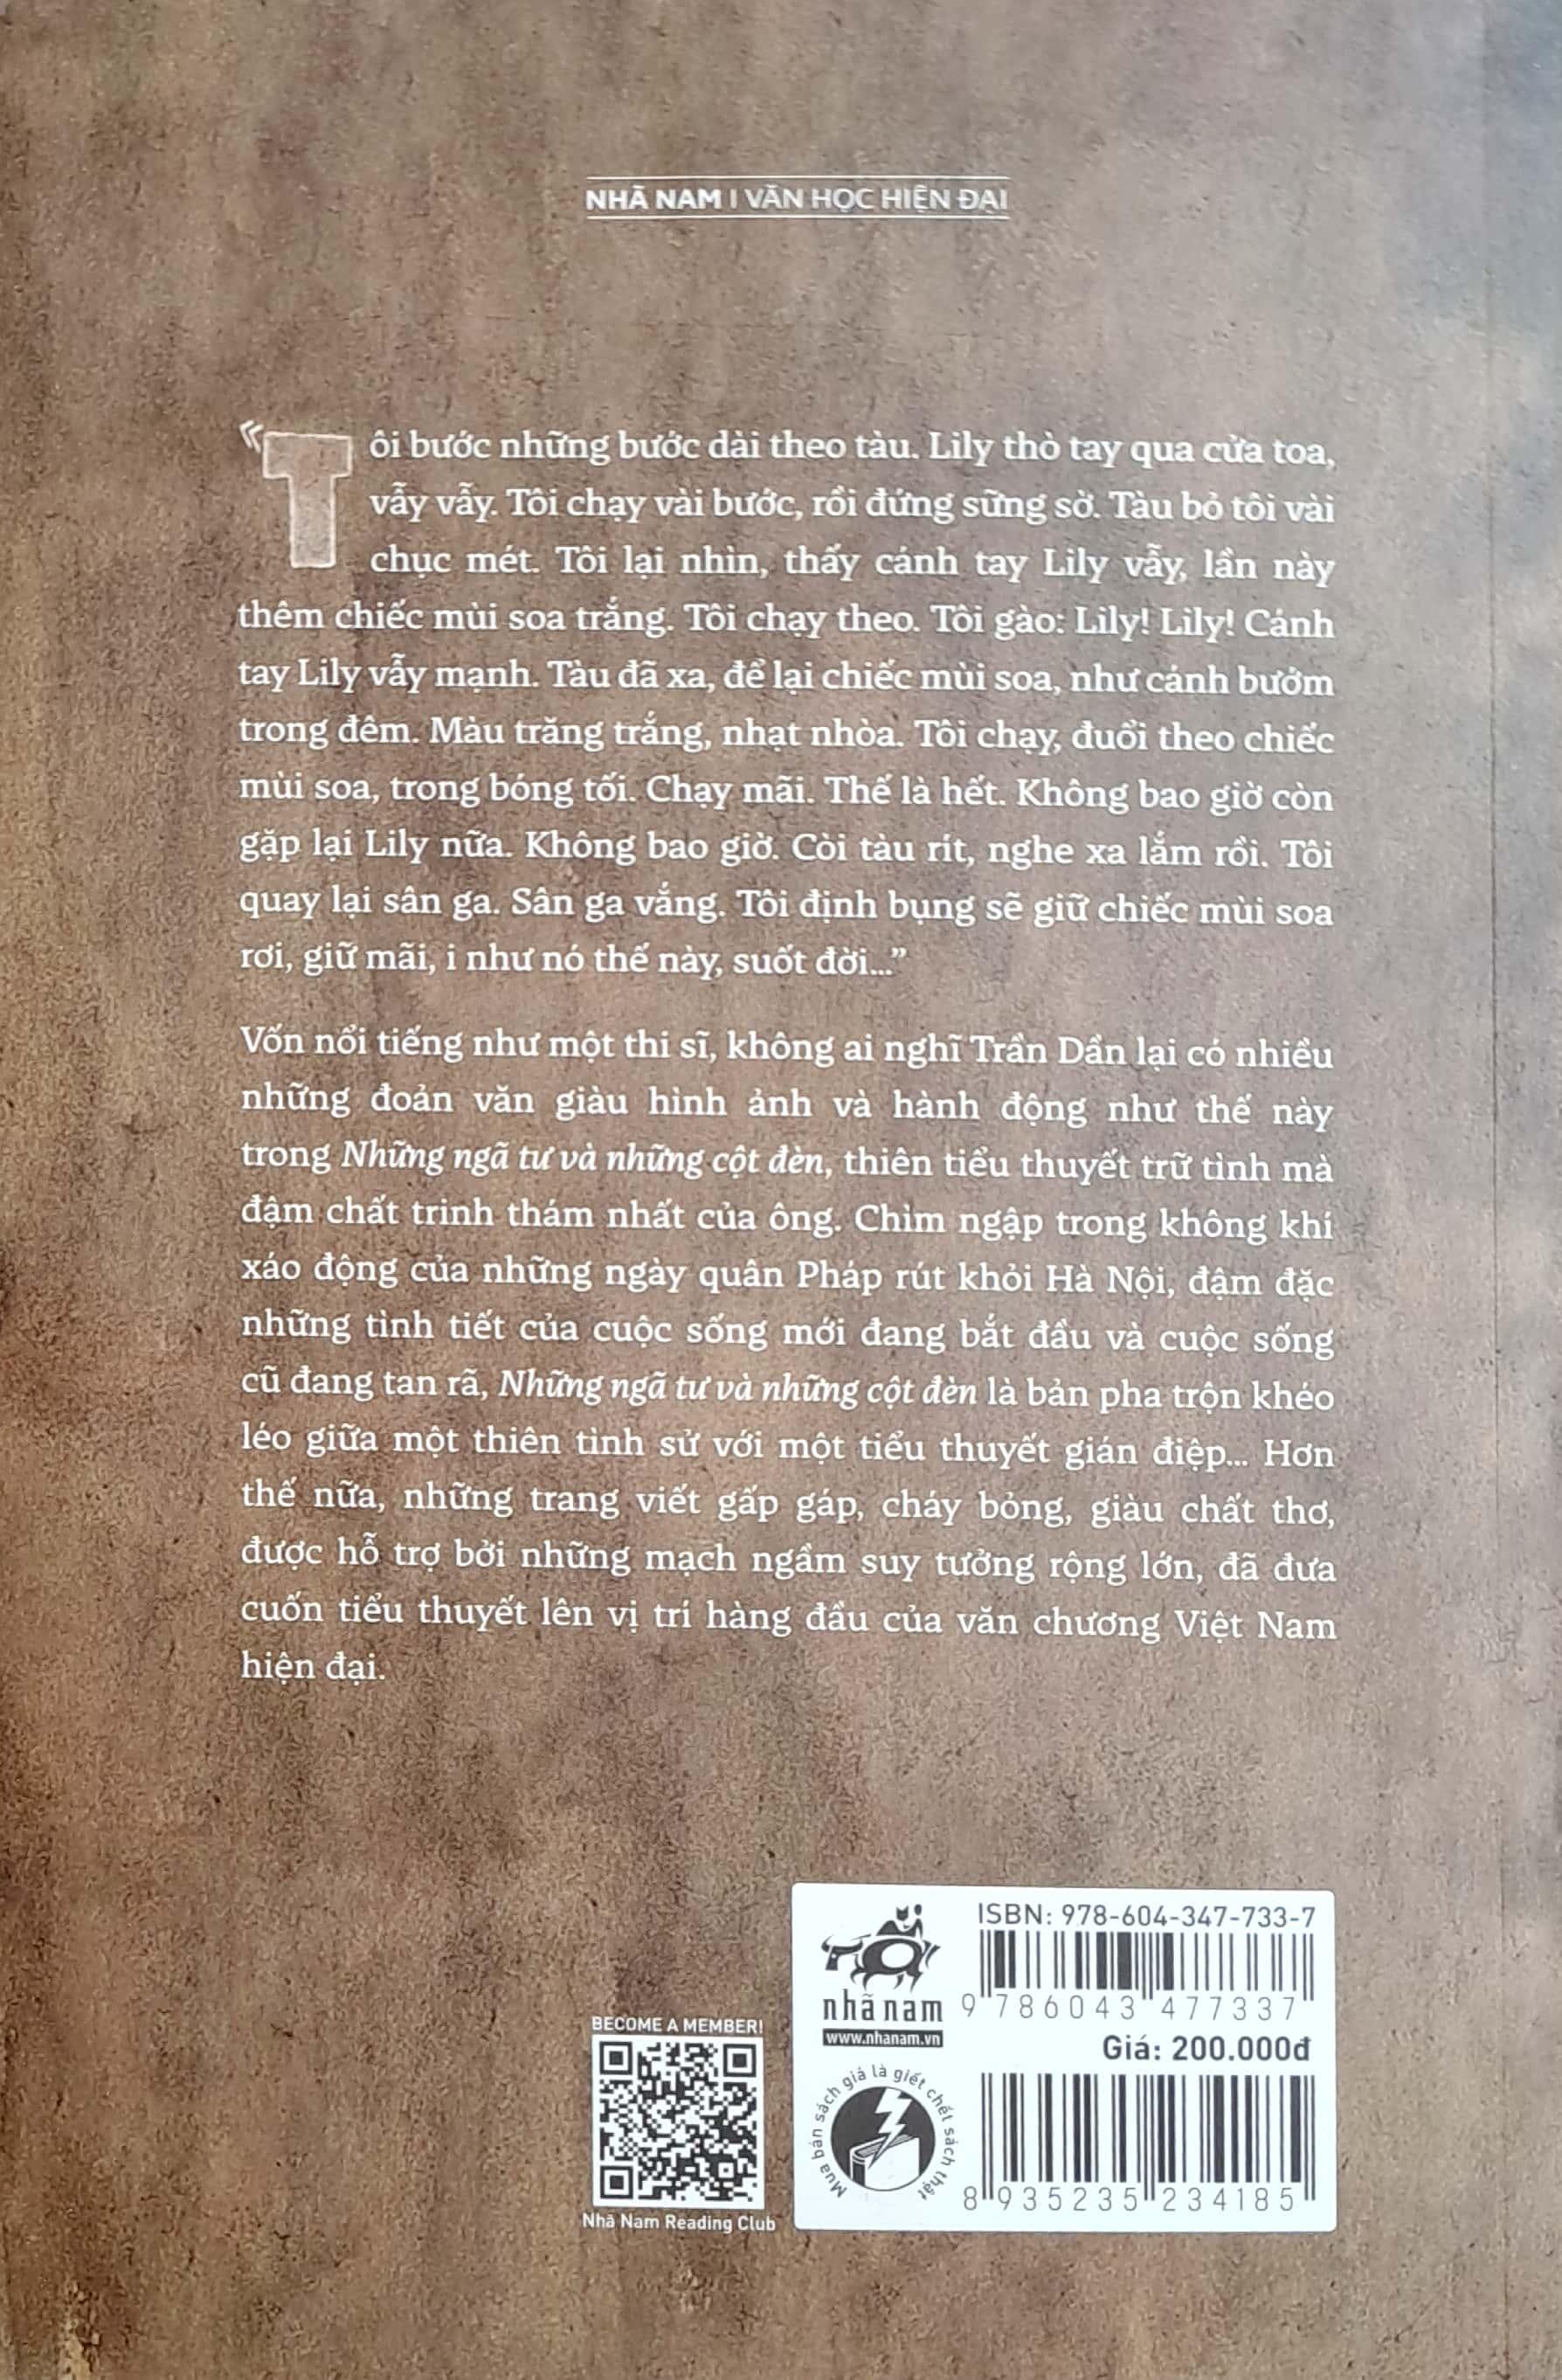 NHÃ NAM | VĂN HỌC HIỆN ĐẠI
“Tôi bước những bước dài theo tàu. Lily thò tay qua cửa toa,
vẫy vẫy. Tôi chạy vài bước, rồi đứng sững sờ. Tàu bỏ tôi vài
chục mét. Tôi lại nhìn, thấy cánh tay Lily vẫy, lần này
thêm chiếc mùi soa trắng. Tôi chạy theo. Tôi gào: Lily! Lily! Cánh
tay Lily vẫy mạnh. Tàu đã xa, để lại chiếc mùi soa, như cánh bướm
trong đêm. Màu trăng trắng, nhạt nhòa. Tôi chạy, đuổi theo chiếc
mùi soa, trong bóng tối. Chạy mãi. Thế là hết. Không bao giờ còn
gặp lại Lily nữa. Không bao giờ. Còi tàu rít, nghe xa lắm rồi. Tôi
quay lại sân ga. Sân ga vắng. Tôi định bụng sẽ giữ chiếc mùi soa
rơi, giữ mãi, i như nó thế này, suốt đời...”
Vốn nổi tiếng như một thi sĩ, không ai nghĩ Trần Dần lại có nhiều
những đoản văn giàu hình ảnh và hành động như thế này
trong Những ngã tư và những cột đèn, thiên tiểu thuyết trữ tình mà
đậm chất trinh thám nhất của ông. Chìm ngập trong không khí
xáo động của những ngày quân Pháp rút khỏi Hà Nội, đậm đặc
những tình tiết của cuộc sống mới đang bắt đầu và cuộc sống
cũ đang tan rã, Những ngã tư và những cột đèn là bản pha trộn khéo
léo giữa một thiên tình sử với một tiểu thuyết gián điệp... Hơn
thế nữa, những trang viết gấp gáp, cháy bỏng, giàu chất thơ,
được hỗ trợ bởi những mạch ngầm suy tưởng rộng lớn, đã đưa
cuốn tiểu thuyết lên vị trí hàng đầu của văn chương Việt Nam
hiện đại.
BECOME A MEMBER!
Nhã Nam Reading Club
nhã nam
www.nhanam.vn
Mua bán sách giả là giết chết sách thật
ISBN: 978-604-347-733-7
9 786043 477337
Giá: 200.000đ
8 935235 234185